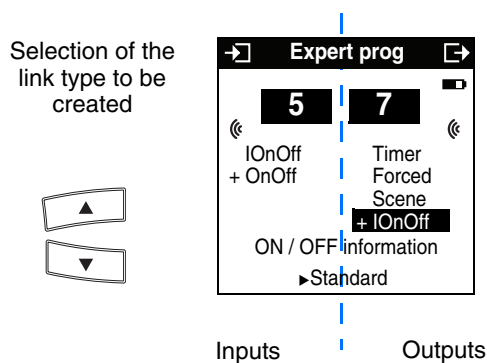 Selection of the
link type to be
created
Expert prog
5 7
IOnOff Timer
+ OnOff Forced
Scene
+ IOnOff
ON / OFF information
▸Standard
Inputs Outputs